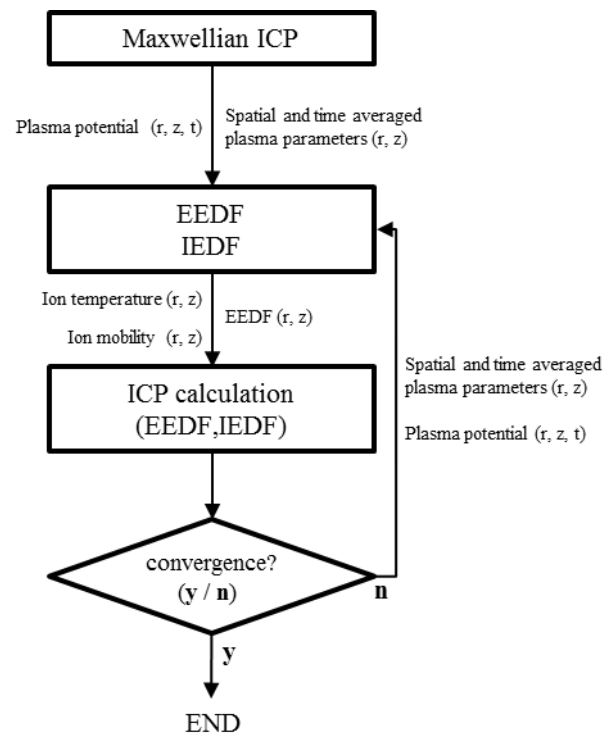 Maxwellian ICP
Plasma potential (r, z, t)
Spatial and time averaged
plasma parameters (r, z)
EEDF
IEDF
Ion temperature (r, z)
Ion mobility (r, z)
EEDF (r, z)
ICP calculation
(EEDF,IEDF)
Spatial and time averaged
plasma parameters (r, z)
Plasma potential (r, z, t)
convergence?
(y / n)
n
y
END